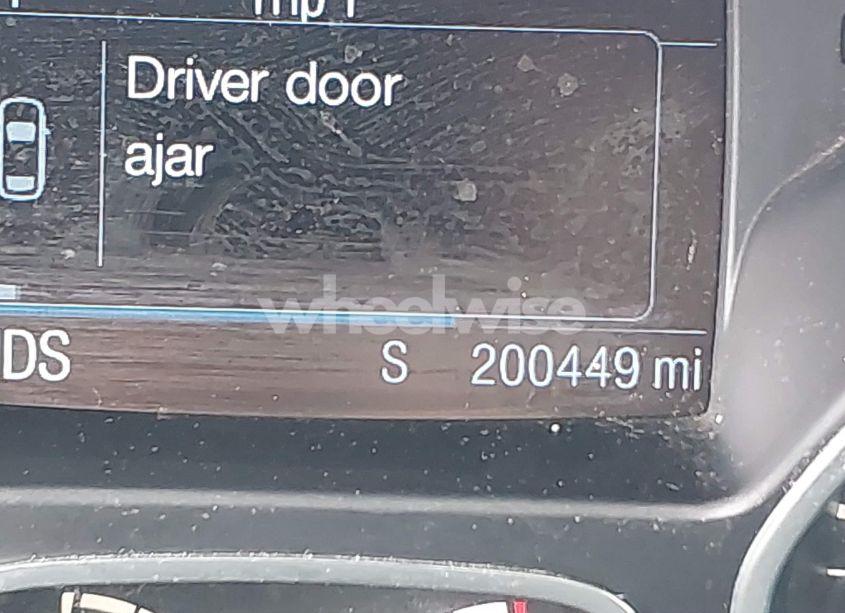 Driver door
ajar
wheelwise
DS
S
200449 mi